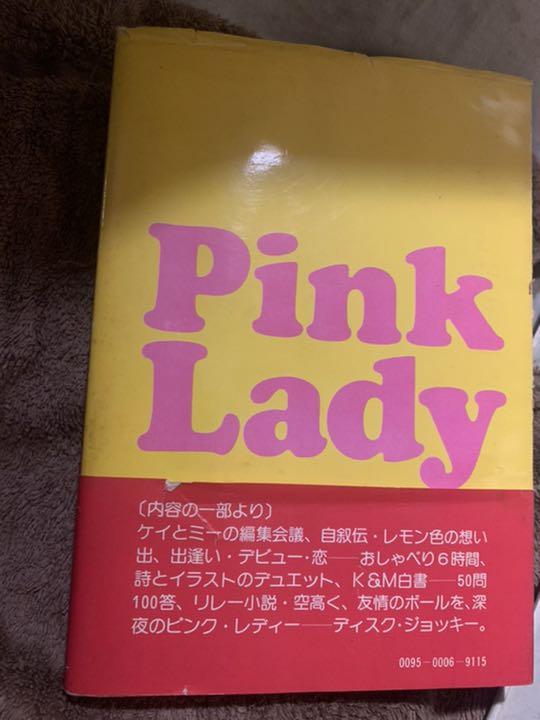 Pink
Lady
〔内容の一部より〕
ケイとミーの編集会議、自叙伝・レモン色の想い
出、出逢い・デビュー・恋──おしゃべり6時間、
詩とイラストのデュエット、K&M白書──50問
100答、リレー小説・空高く、友情のボールを、深
夜のピンク・レディー──ディスク・ジョッキー。
0095-0006-9115